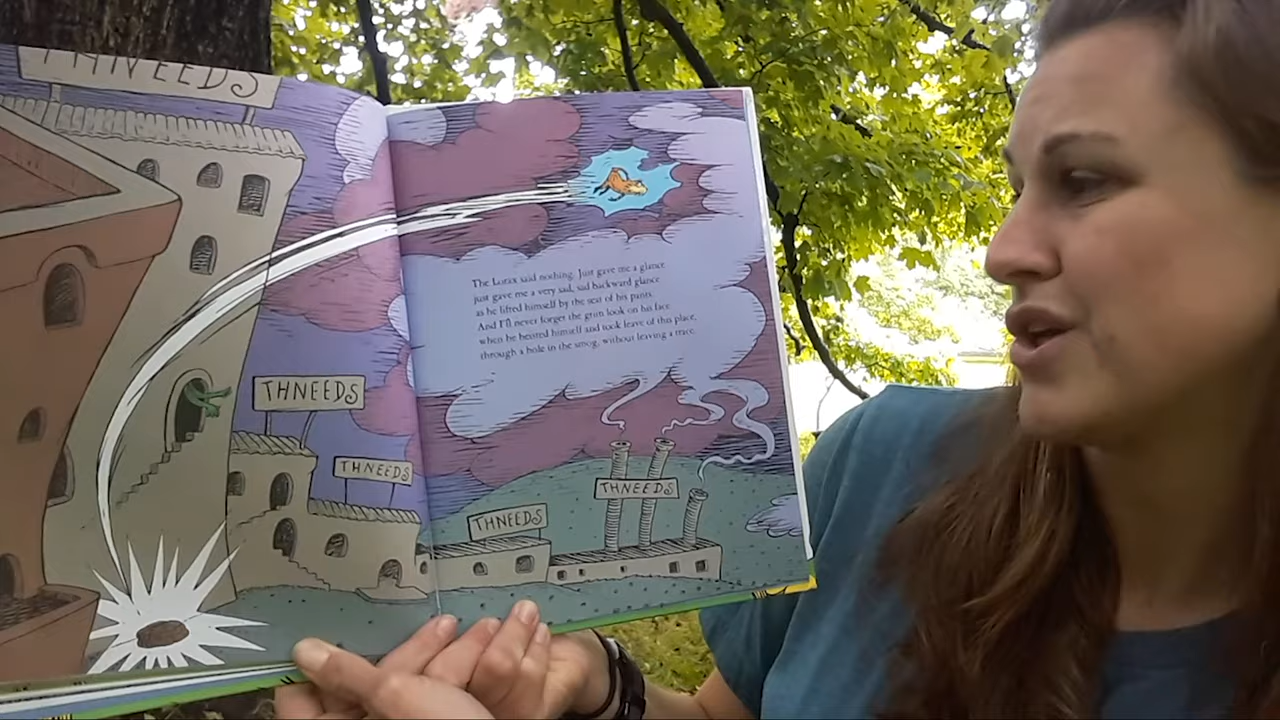 THNEEDS
THNEEDS
THNEEDS
THNEEDS
THNEEDS
The Lorax said nothing. Just gave me a glance
just gave me a very sad, sad backward glance
as he lifted himself by the seat of his pants.
And I'll never forget the grim look on his face
when he heisted himself and took leave of this place,
through a hole in the smog, without leaving a trace.